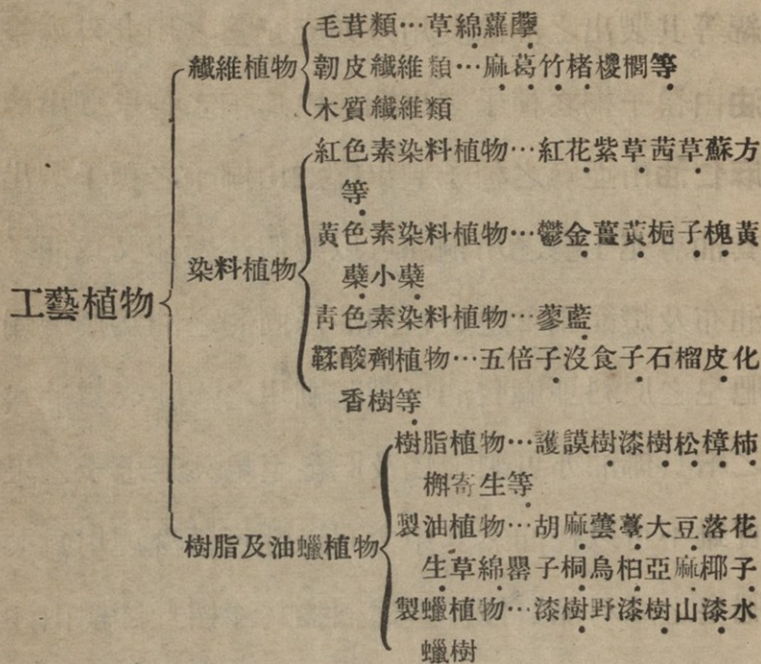 工藝植物
纖維植物
毛茸類…草綿蘿藦
韌皮纖維類…麻葛竹楮椶櫚等
木質纖維類
染料植物
紅色素染料植物…紅花紫草茜草蘇方
等
黃色素染料植物…鬱金薑黃梔子槐黃
蘗小蘗
靑色素染料植物…蓼藍
鞣酸劑植物…五倍子沒食子石榴皮化
香樹等
樹脂及油蠟植物
樹脂植物…護謨樹漆樹松樟柿
槲寄生等
製油植物…胡麻蕓薹大豆落花
生草綿罌子桐烏桕亞麻椰子
製蠟植物…漆樹野漆樹山漆水
蠟樹